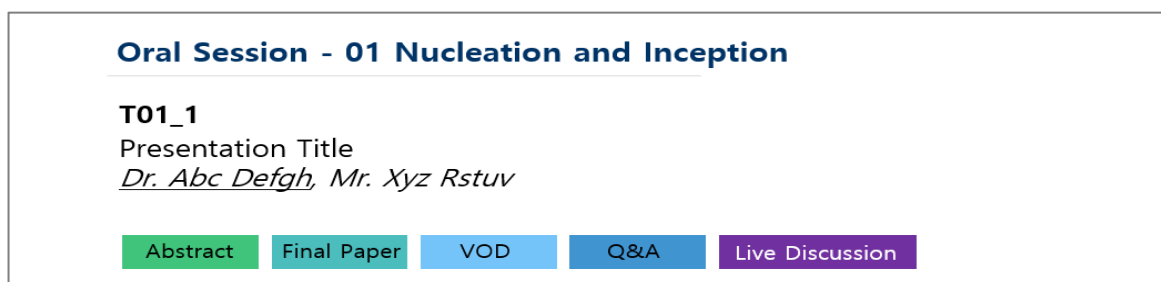 Oral Session - 01 Nucleation and Inception
T01_1
Presentation Title
Dr. Abc Defgh, Mr. Xyz Rstuv
Abstract Final Paper VOD Q&A Live Discussion